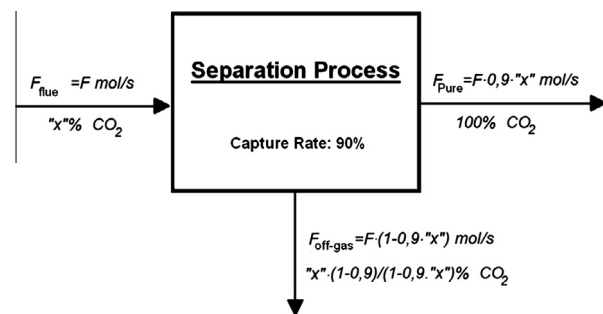 F_flue =F mol/s
"x"% CO₂
Separation Process
Capture Rate: 90%
F_Pure=F·0,9·"x" mol/s
100% CO₂
F_off-gas=F·(1-0,9·"x") mol/s
"x"·(1-0,9)/(1-0,9."x")% CO₂